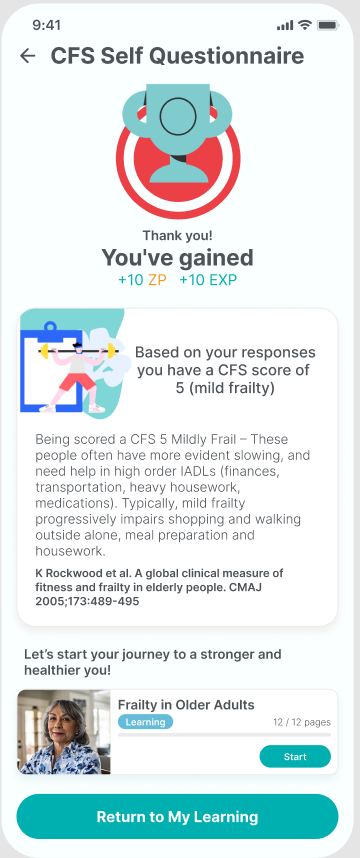 9:41
CFS Self Questionnaire
Thank you!
You've gained
+10 ZP +10 EXP
Based on your responses
you have a CFS score of
5 (mild frailty)
Being scored a CFS 5 Mildly Frail – These
people often have more evident slowing, and
need help in high order IADLs (finances,
transportation, heavy housework,
medications). Typically, mild frailty
progressively impairs shopping and walking
outside alone, meal preparation and
housework.
K Rockwood et al. A global clinical measure of
fitness and frailty in elderly people. CMAJ
2005;173:489-495
Let's start your journey to a stronger and
healthier you!
Frailty in Older Adults
Learning 12 / 12 pages
Start
Return to My Learning